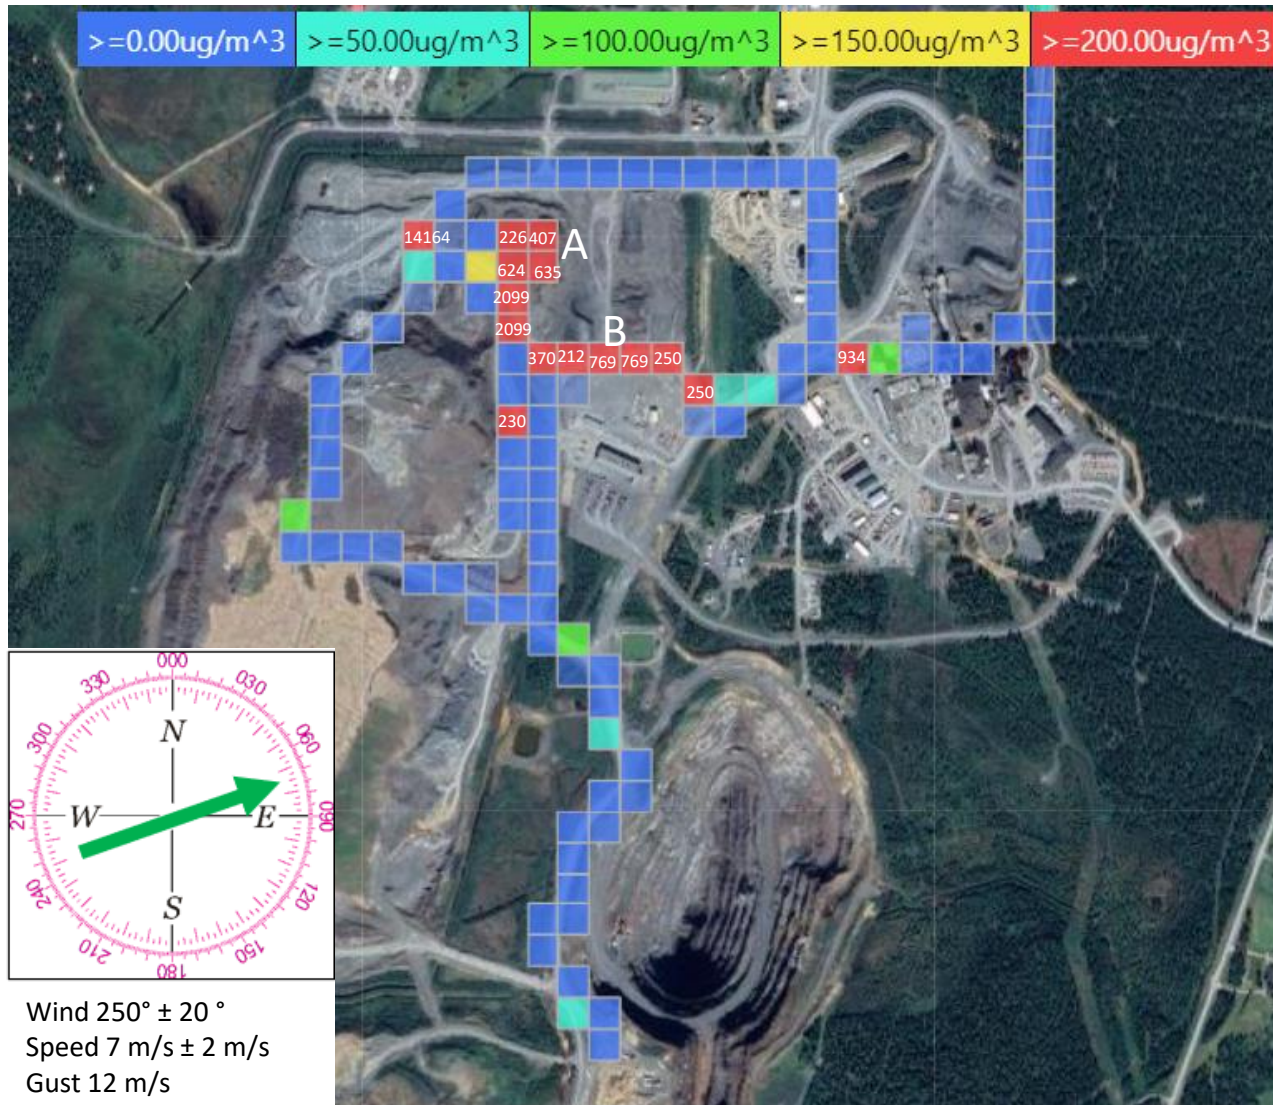 >=0.00ug/m^3 >=50.00ug/m^3 >=100.00ug/m^3 >=150.00ug/m^3 >=200.00ug/m^3
14164 226 407 A
624 635
2099
2099 B
370 212 769 769 250 934
250
230
000
330 030
N
300 060
270 W E 090
240 120
S
210 150
180
Wind 250° ± 20 °
Speed 7 m/s ± 2 m/s
Gust 12 m/s